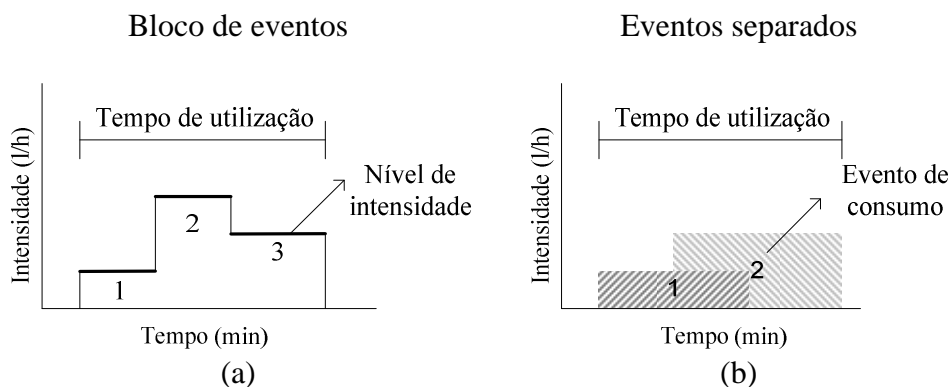 Bloco de eventos
Intensidade (l/h)
Tempo de utilização
Nível de
intensidade
1
2
3
Tempo (min)
(a)
Eventos separados
Intensidade (l/h)
Tempo de utilização
Evento de
consumo
1
2
Tempo (min)
(b)